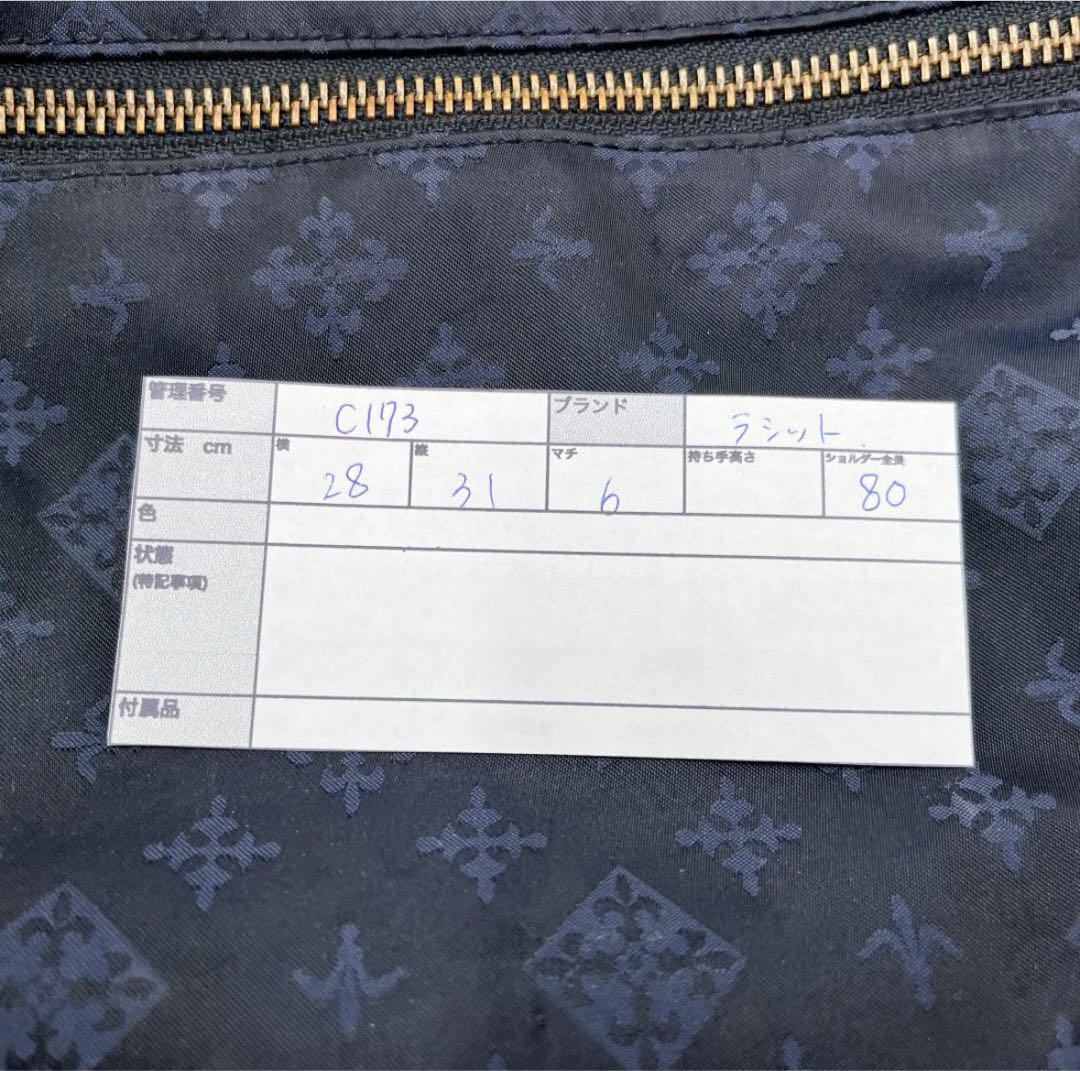 管理番号 C173 ブランド ラシット
寸法 cm 横 28 縦 31 マチ 6 持ち手高さ ショルダー全長 80
色
状態
(特記事項)
付属品